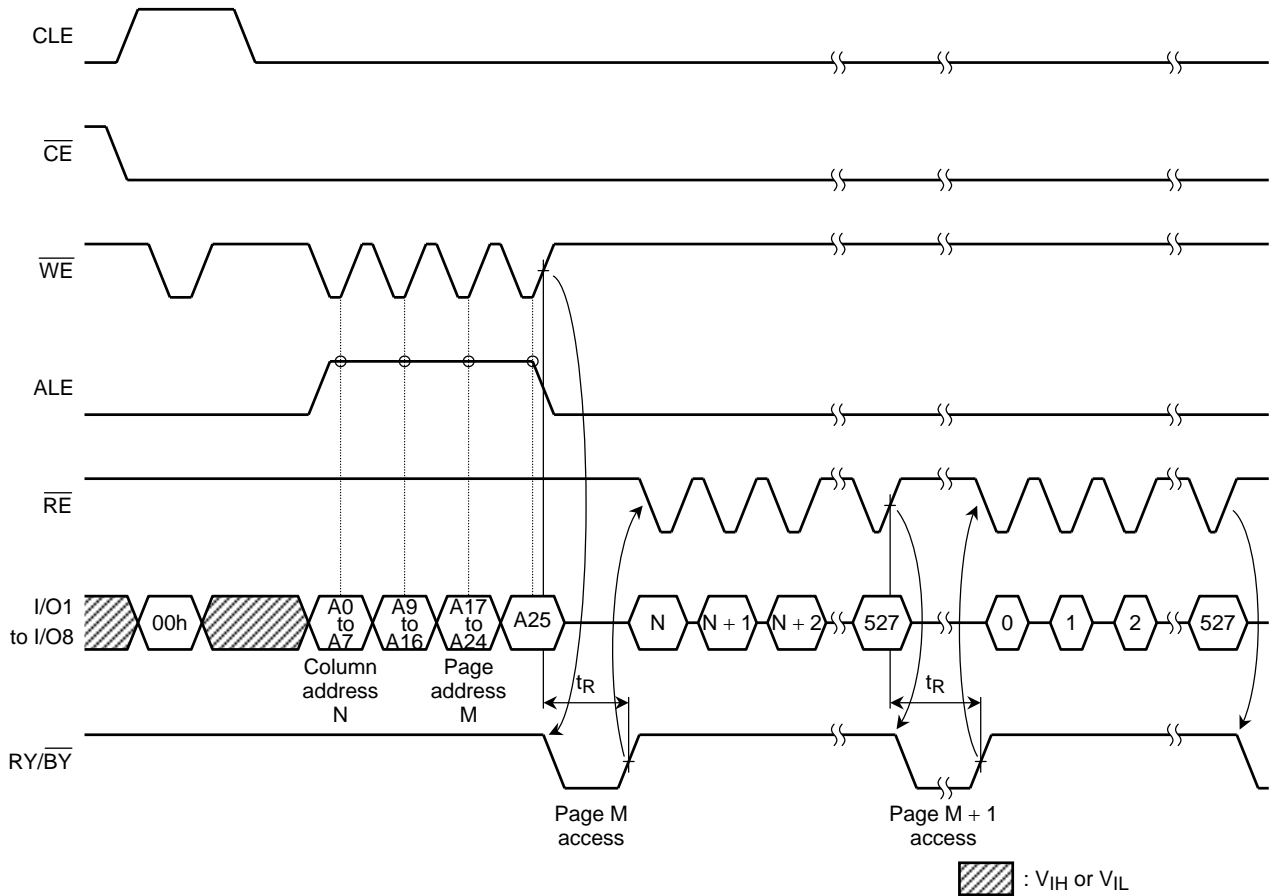 CLE
CE
WE
ALE
RE
I/O1
to I/O8
00h
A0
to
A7
A9
to
A16
A17
to
A24
A25
N
N + 1
N + 2
527
0
1
2
527
Column
address
N
Page
address
M
tR
tR
RY/BY
Page M
access
Page M + 1
access
: VIH or VIL